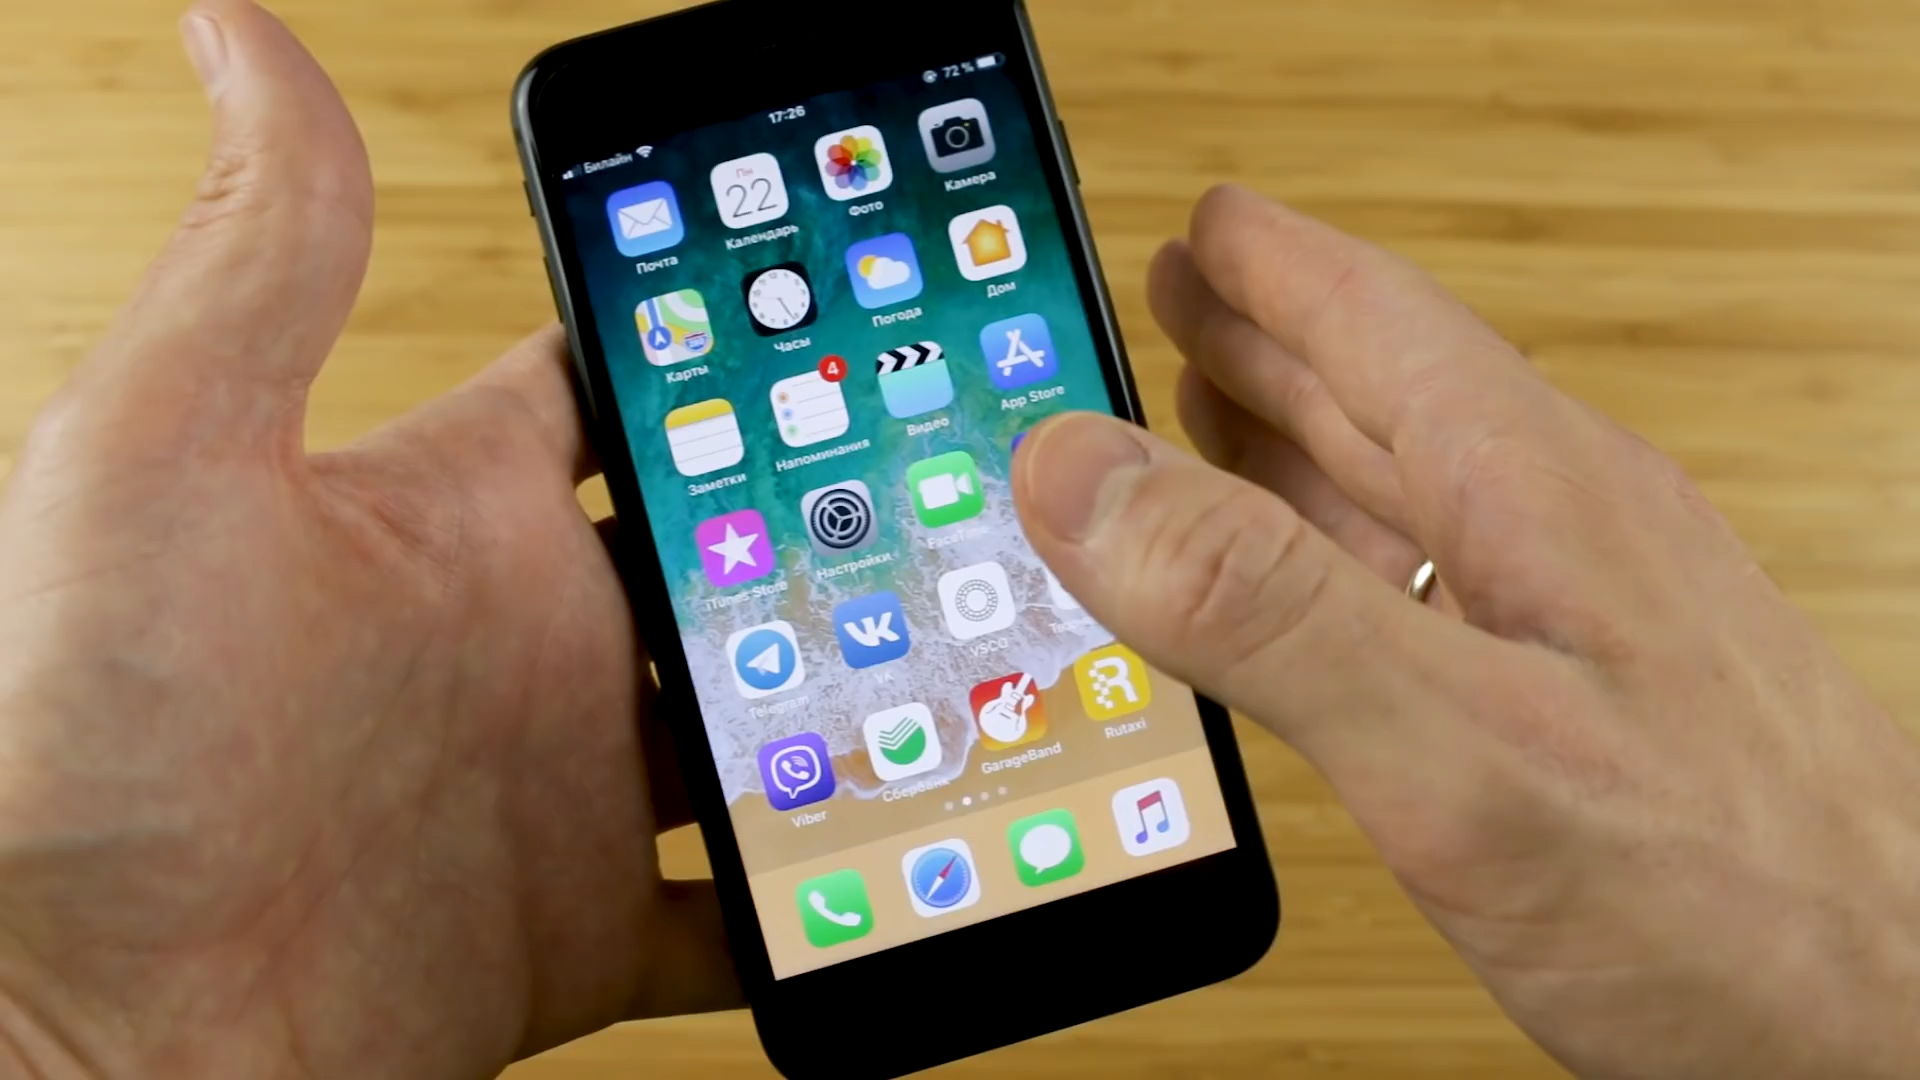 Билайн 17:26 72 %
Пн
22
Почта Календарь Фото Камера
Карты Часы Погода Дом
4
Заметки Напоминания Видео App Store
iTunes Store Настройки FaceTime
VK
Telegram VK VSCO
R
Viber Сбербанк GarageBand Rutaxi